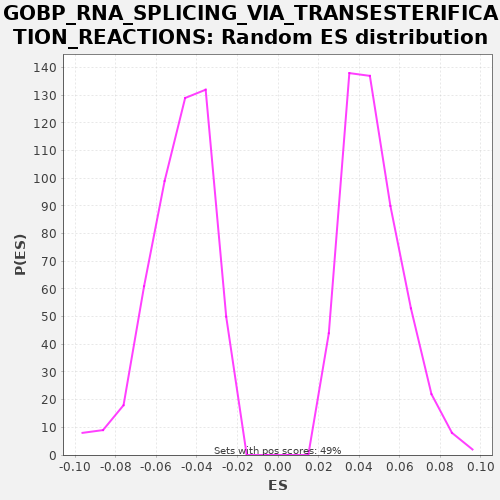 GOBP_RNA_SPLICING_VIA_TRANSESTERIFICA
TION_REACTIONS: Random ES distribution
140
130
120
110
100
90
80
70
60
50
40
30
20
10
0
P(ES)
Sets with pos scores: 49%
-0.10 -0.08 -0.06 -0.04 -0.02 0.00 0.02 0.04 0.06 0.08 0.10
ES